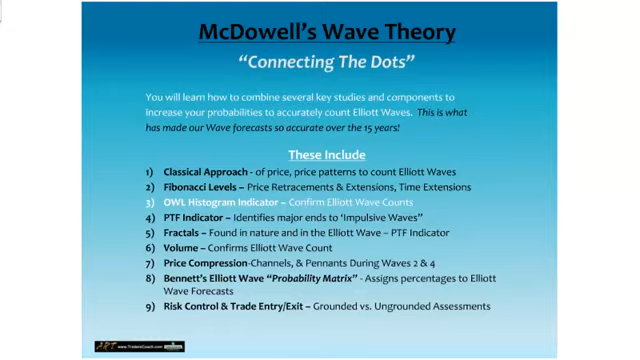 McDowell's Wave Theory
"Connecting The Dots"
You will learn how to combine several key studies and components to
increase your probabilities to accurately count Elliott Waves. This is what
has made our Wave forecasts so accurate over the 15 years!
These Include
1) Classical Approach - of price, price patterns to count Elliott Waves
2) Fibonacci Levels – Price Retracements & Extensions, Time Extensions
3) OWL Histogram Indicator – Confirm Elliott Wave Counts
4) PTF Indicator – Identifies major ends to 'Impulsive Waves"
5) Fractals – Found in nature and in the Elliott Wave – PTF Indicator
6) Volume – Confirms Elliott Wave Count
7) Price Compression-Channels, & Pennants During Waves 2 & 4
8) Bennett's Elliott Wave "Probability Matrix" - Assigns percentages to Elliott
Wave Forecasts
9) Risk Control & Trade Entry/Exit – Grounded vs. Ungrounded Assessments
ART www.TradersCoach.com